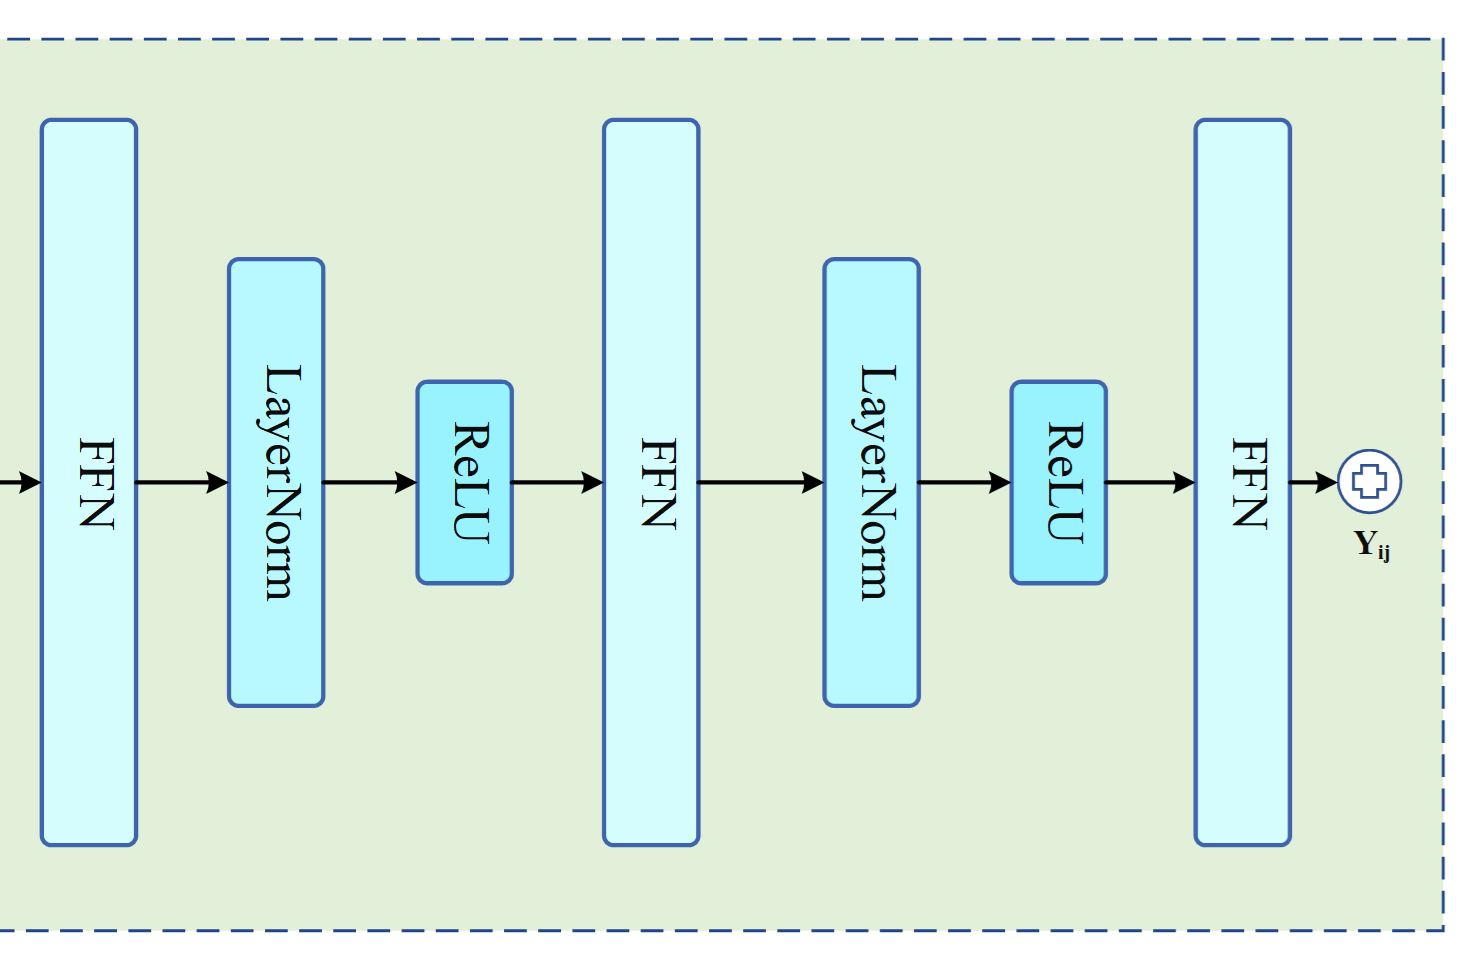 FFN
LayerNorm
ReLU
FFN
LayerNorm
ReLU
FFN
Yij